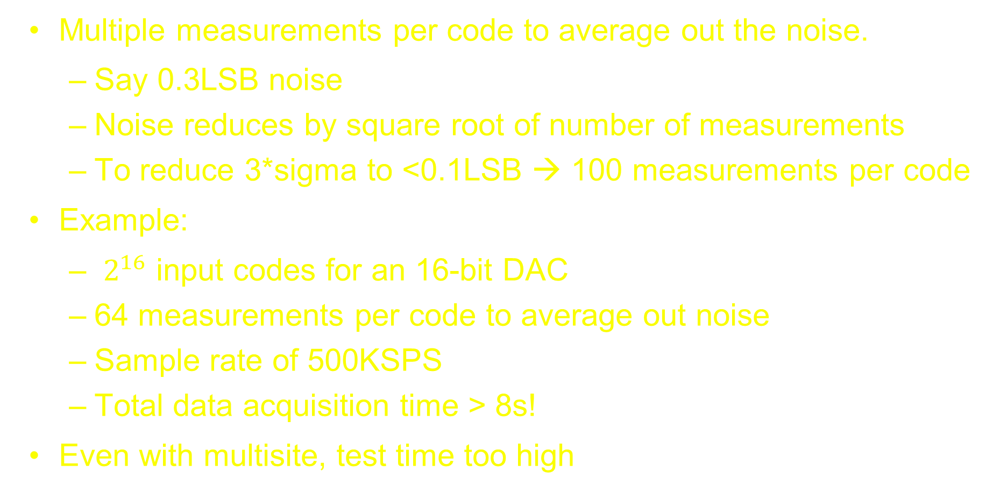 • Multiple measurements per code to average out the noise.
– Say 0.3LSB noise
– Noise reduces by square root of number of measurements
– To reduce 3*sigma to <0.1LSB → 100 measurements per code
• Example:
– 2¹⁶ input codes for an 16-bit DAC
– 64 measurements per code to average out noise
– Sample rate of 500KSPS
– Total data acquisition time > 8s!
• Even with multisite, test time too high